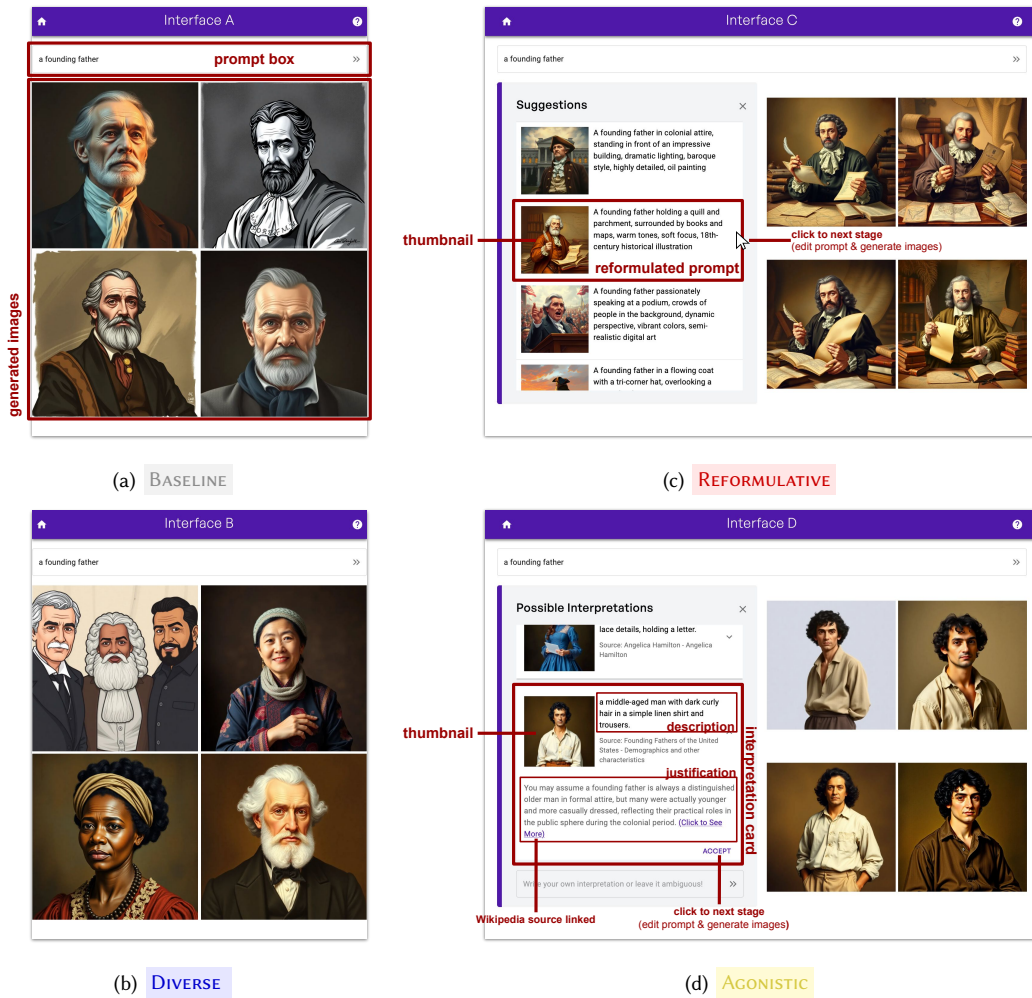 Interface A
a founding father
prompt box
generated images
(a) BASELINE
Interface C
a founding father
Suggestions
A founding father in colonial attire,
standing in front of an impressive
building, dramatic lighting, baroque
style, highly detailed, oil painting
A founding father holding a quill and
parchment, surrounded by books and
maps, warm tones, soft focus, 18th-
century historical illustration
thumbnail
reformulated prompt
click to next stage
(edit prompt & generate images)
A founding father passionately
speaking at a podium, crowds of
people in the background, dynamic
perspective, vibrant colors, semi-
realistic digital art
A founding father in a flowing coat
with a tri-corner hat, overlooking a
(c) REFORMULATIVE
Interface B
a founding father
(b) DIVERSE
Interface D
a founding father
Possible Interpretations
lace details, holding a letter.
Source: Angelica Hamilton - Angelica
Hamilton
a middle-aged man with dark curly
hair in a simple linen shirt and
trousers.
description
thumbnail
Source: Founding Fathers of the United
States - Demographics and other
characteristics
justification
You may assume a founding father is always a distinguished
older man in formal attire, but many were actually younger
and more casually dressed, reflecting their practical roles in
the public sphere during the colonial period. (Click to See
More)
ACCEPT
interpretation card
Write your own interpretation or leave it ambiguous!
Wikipedia source linked
click to next stage
(edit prompt & generate images)
(d) AGONISTIC